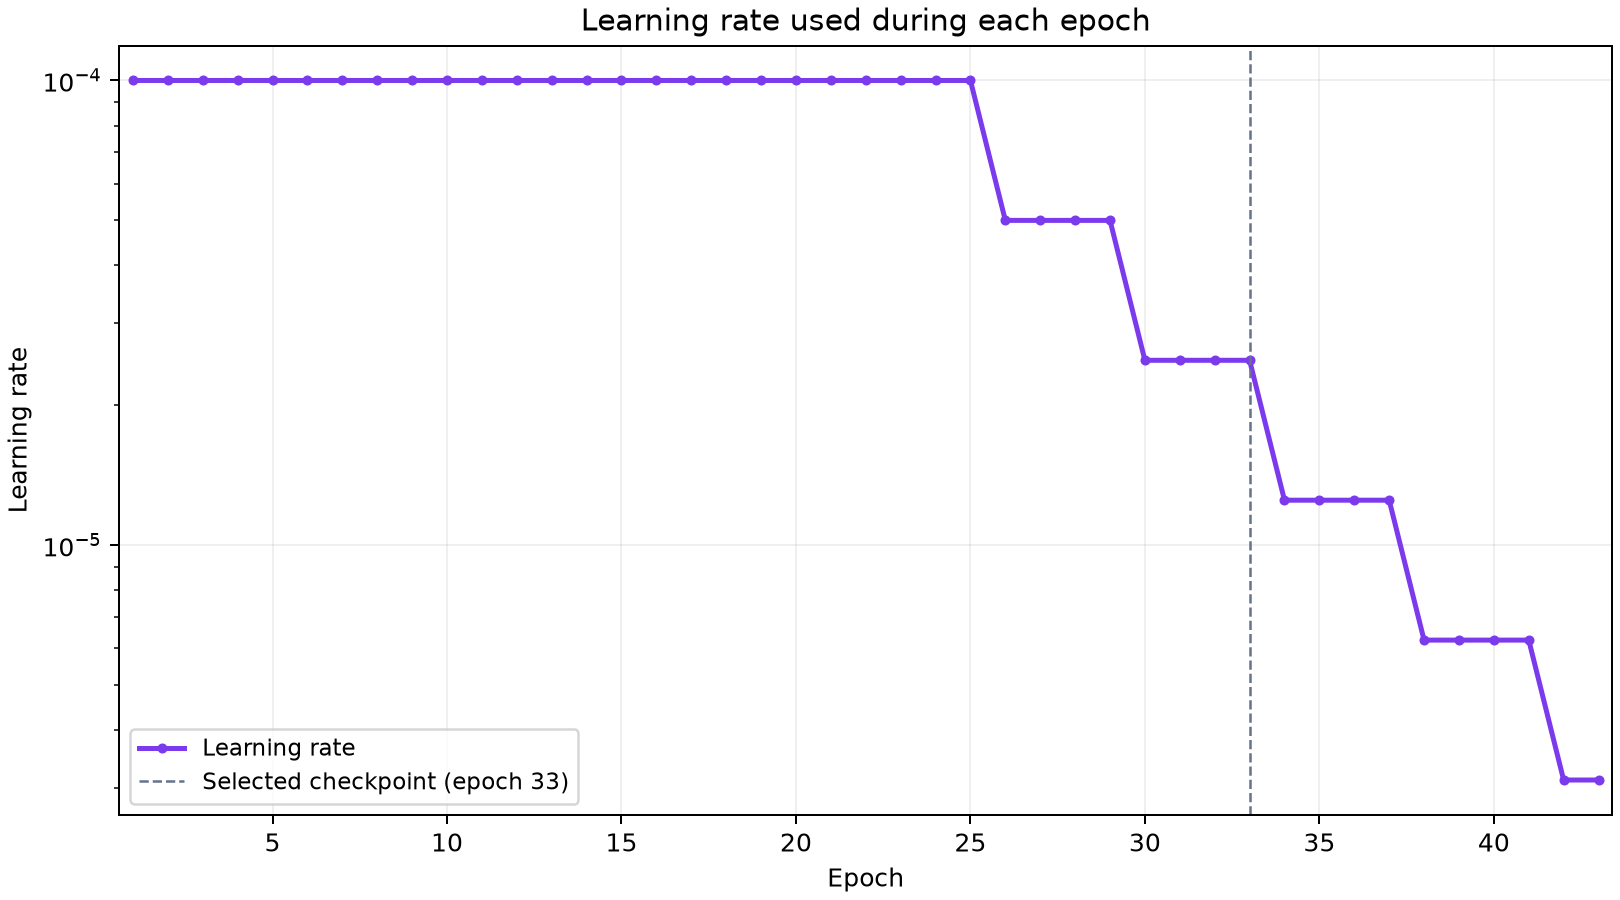 Learning rate used during each epoch
10⁻⁴
10⁻⁵
Learning rate
Learning rate
Selected checkpoint (epoch 33)
5 10 15 20 25 30 35 40
Epoch